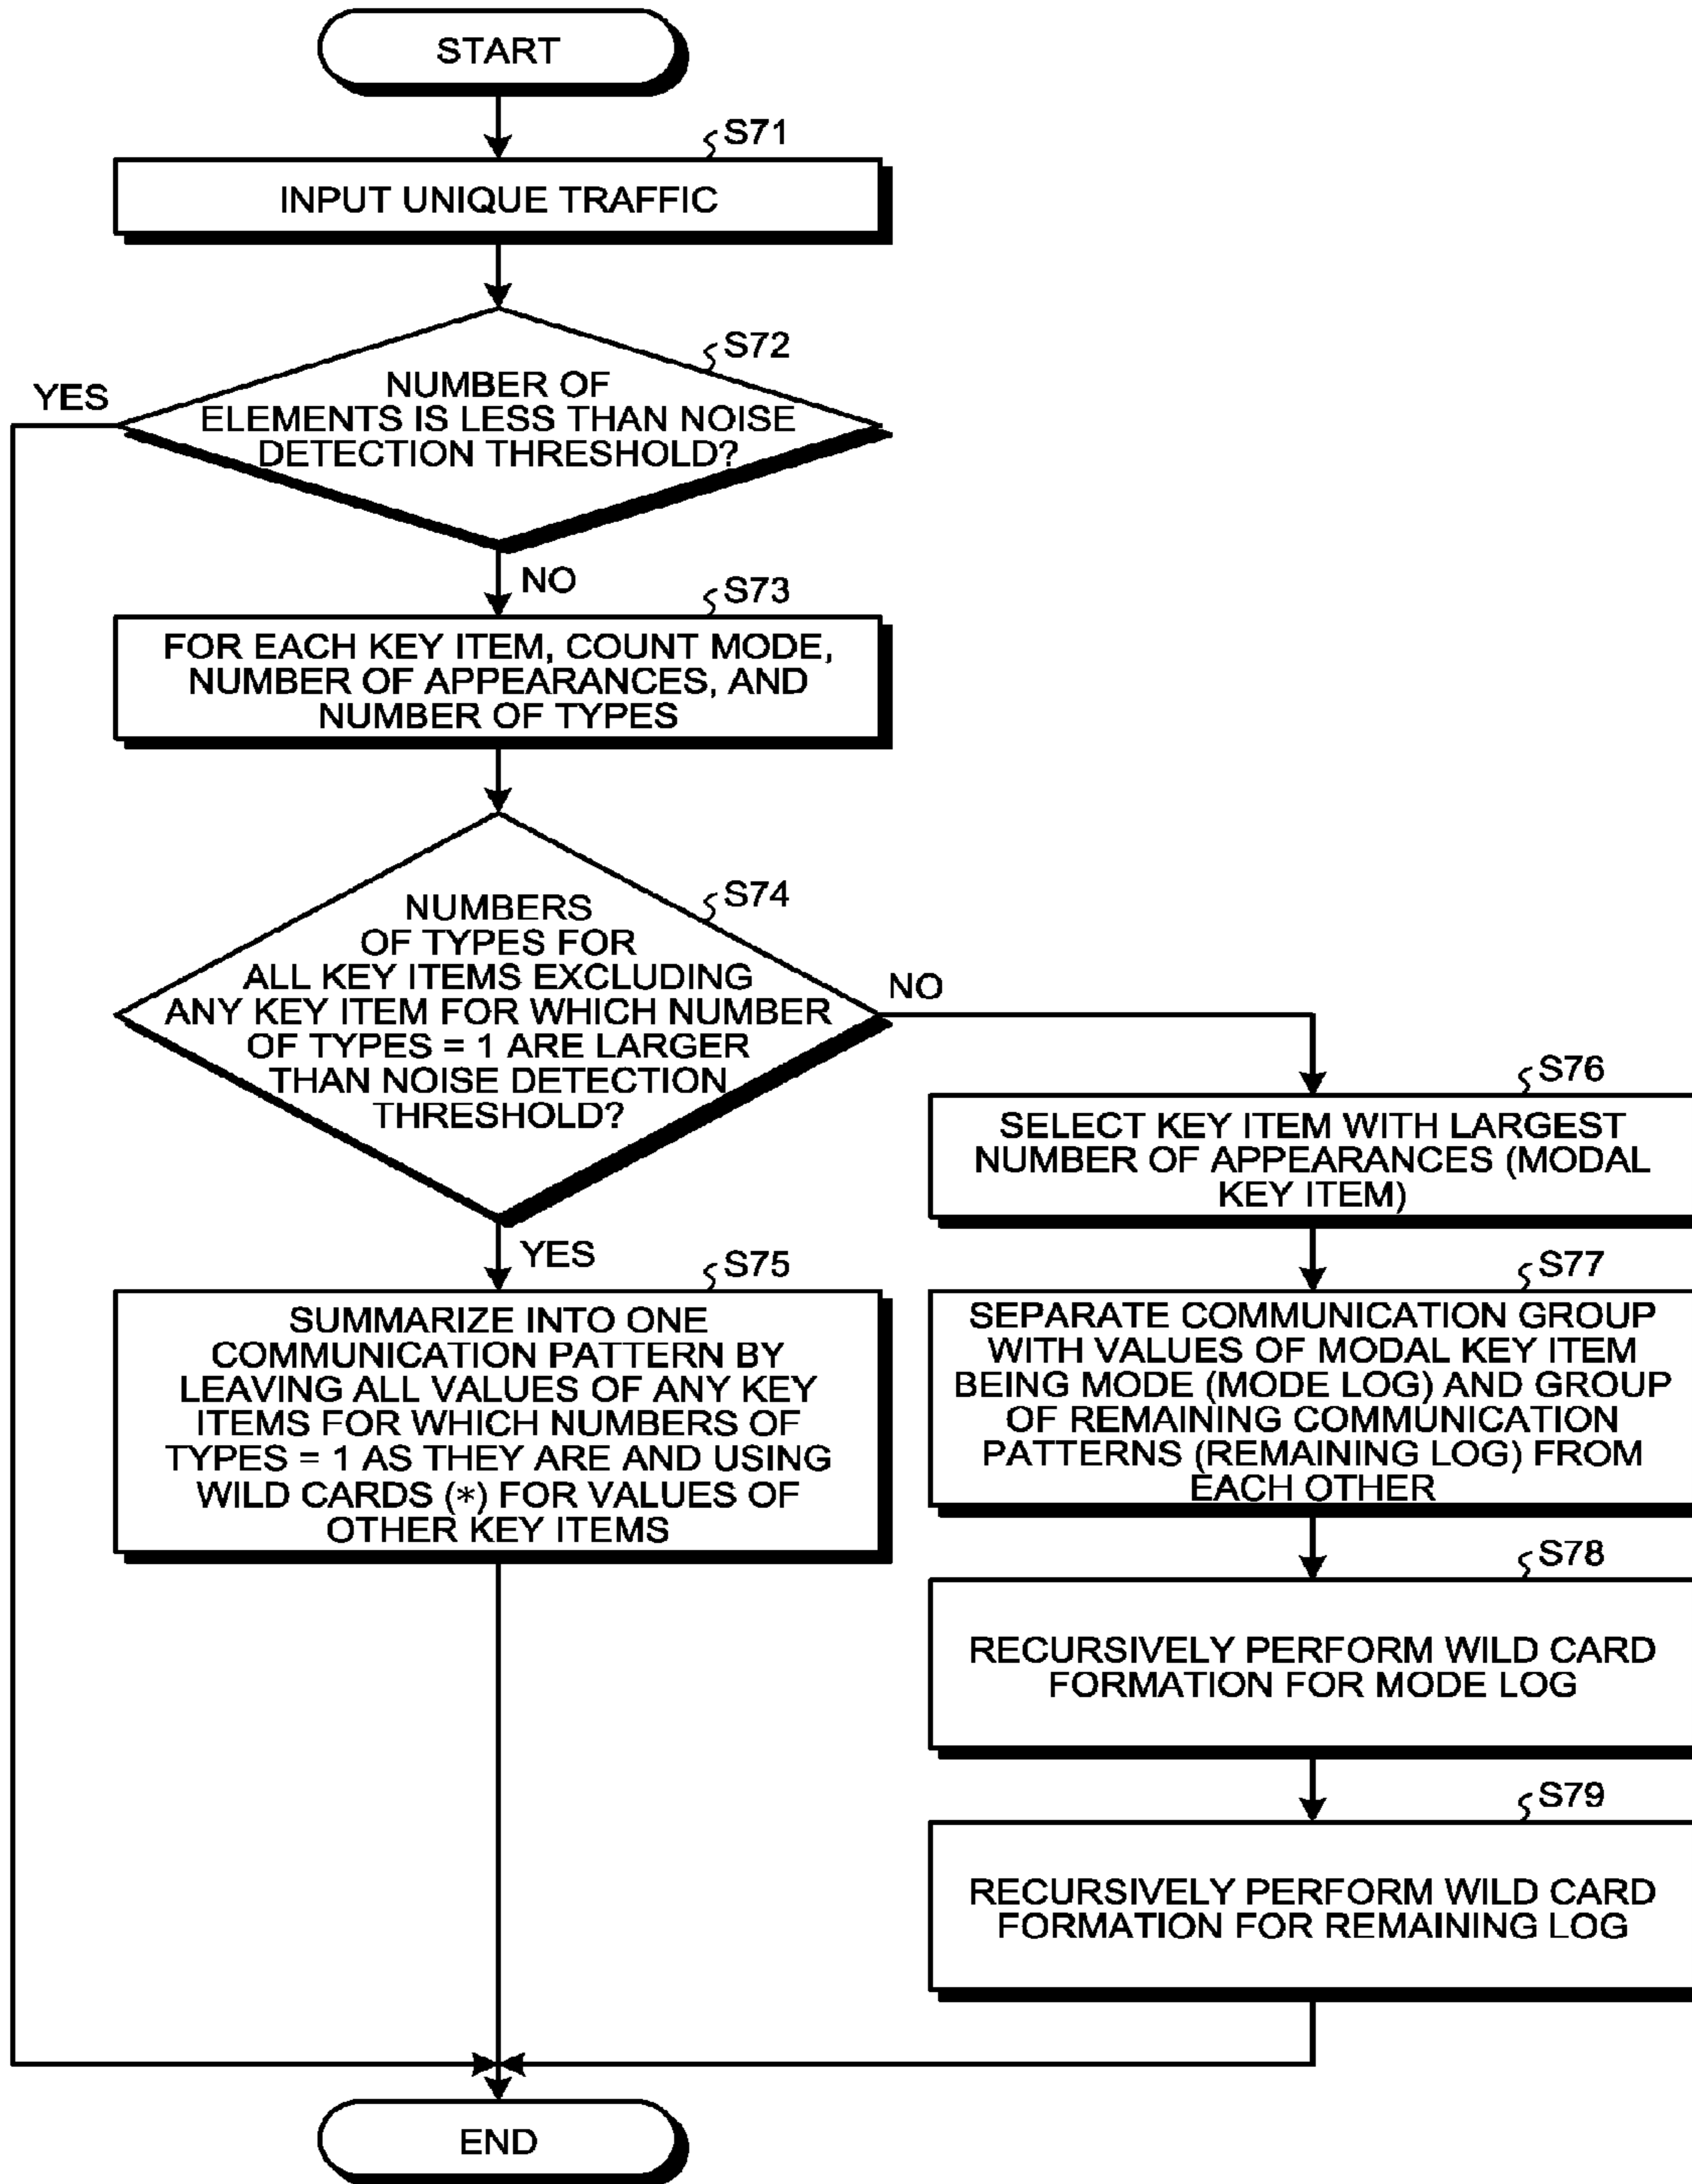 START
S71
INPUT UNIQUE TRAFFIC
S72
NUMBER OF
ELEMENTS IS LESS THAN NOISE
DETECTION THRESHOLD?
YES
NO
S73
FOR EACH KEY ITEM, COUNT MODE,
NUMBER OF APPEARANCES, AND
NUMBER OF TYPES
S74
NUMBERS
OF TYPES FOR
ALL KEY ITEMS EXCLUDING
ANY KEY ITEM FOR WHICH NUMBER
OF TYPES = 1 ARE LARGER
THAN NOISE DETECTION
THRESHOLD?
NO
YES
S75
SUMMARIZE INTO ONE
COMMUNICATION PATTERN BY
LEAVING ALL VALUES OF ANY KEY
ITEMS FOR WHICH NUMBERS OF
TYPES = 1 AS THEY ARE AND USING
WILD CARDS (*) FOR VALUES OF
OTHER KEY ITEMS
S76
SELECT KEY ITEM WITH LARGEST
NUMBER OF APPEARANCES (MODAL
KEY ITEM)
S77
SEPARATE COMMUNICATION GROUP
WITH VALUES OF MODAL KEY ITEM
BEING MODE (MODE LOG) AND GROUP
OF REMAINING COMMUNICATION
PATTERNS (REMAINING LOG) FROM
EACH OTHER
S78
RECURSIVELY PERFORM WILD CARD
FORMATION FOR MODE LOG
S79
RECURSIVELY PERFORM WILD CARD
FORMATION FOR REMAINING LOG
END